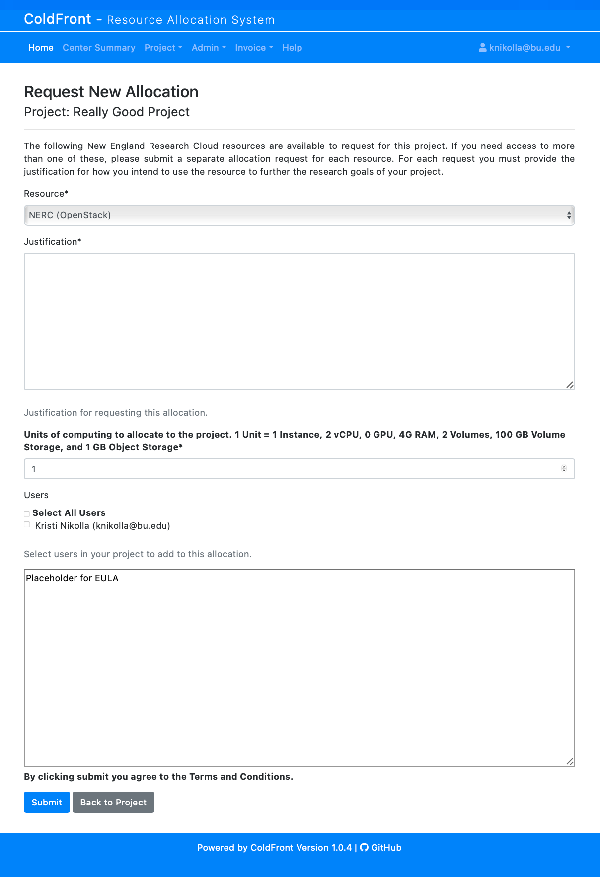 ColdFront - Resource Allocation System
Home Center Summary Project Admin Invoice Help knikolla@bu.edu
Request New Allocation
Project: Really Good Project
The following New England Research Cloud resources are available to request for this project. If you need access to more
than one of these, please submit a separate allocation request for each resource. For each request you must provide the
justification for how you intend to use the resource to further the research goals of your project.
Resource*
NERC (OpenStack)
Justification*
Justification for requesting this allocation.
Units of computing to allocate to the project. 1 Unit = 1 Instance, 2 vCPU, 0 GPU, 4G RAM, 2 Volumes, 100 GB Volume
Storage, and 1 GB Object Storage*
1
Users
Select All Users
Kristi Nikolla (knikolla@bu.edu)
Select users in your project to add to this allocation.
Placeholder for EULA
By clicking submit you agree to the Terms and Conditions.
Submit Back to Project
Powered by ColdFront Version 1.0.4 | GitHub